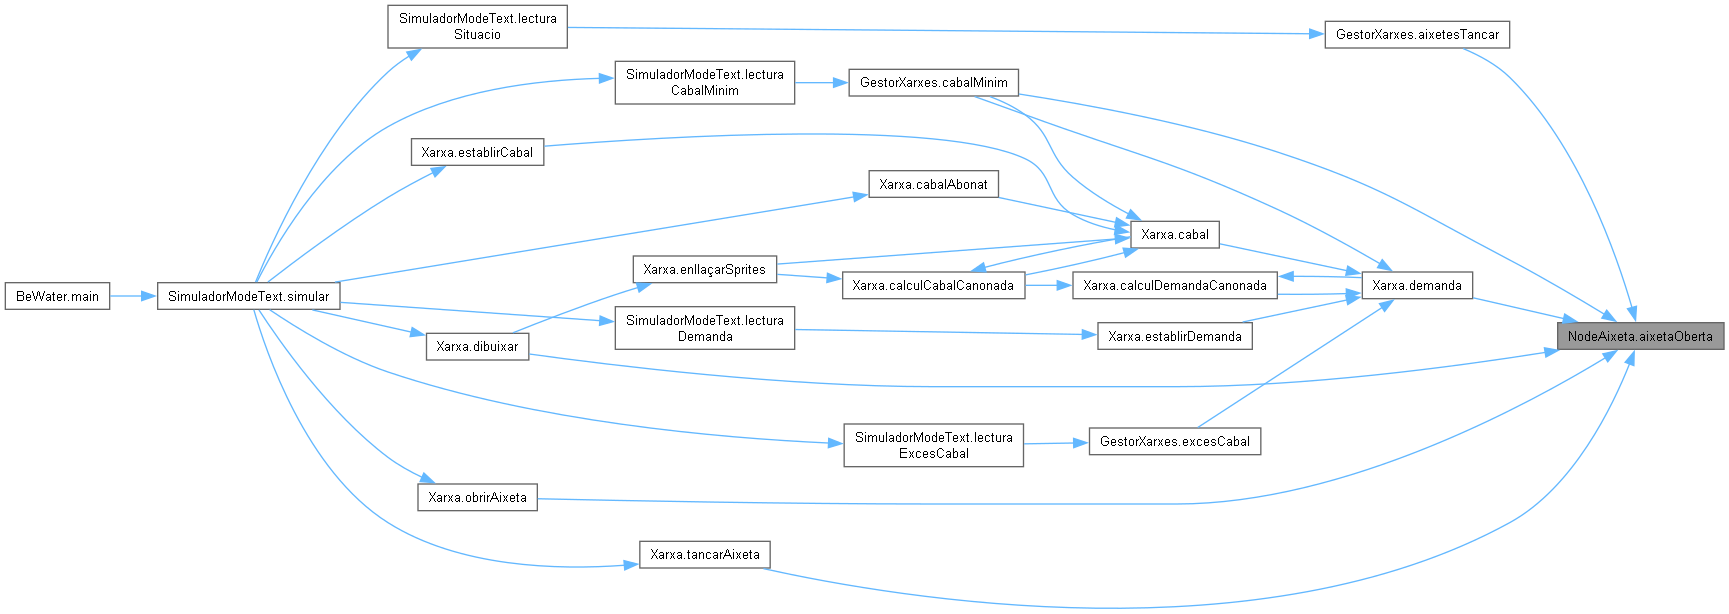 SimuladorModeText.lectura
Situacio
GestorXarxes.aixetesTancar
SimuladorModeText.lectura
CabalMinim
GestorXarxes.cabalMinim
Xarxa.establirCabal
Xarxa.cabalAbonat
Xarxa.cabal
Xarxa.enllaçarSprites
Xarxa.calculCabalCanonada
Xarxa.calculDemandaCanonada
Xarxa.demanda
BeWater.main
SimuladorModeText.simular
SimuladorModeText.lectura
Demanda
Xarxa.establirDemanda
NodeAixeta.aixetaOberta
Xarxa.dibuixar
SimuladorModeText.lectura
ExcesCabal
GestorXarxes.excesCabal
Xarxa.obrirAixeta
Xarxa.tancarAixeta